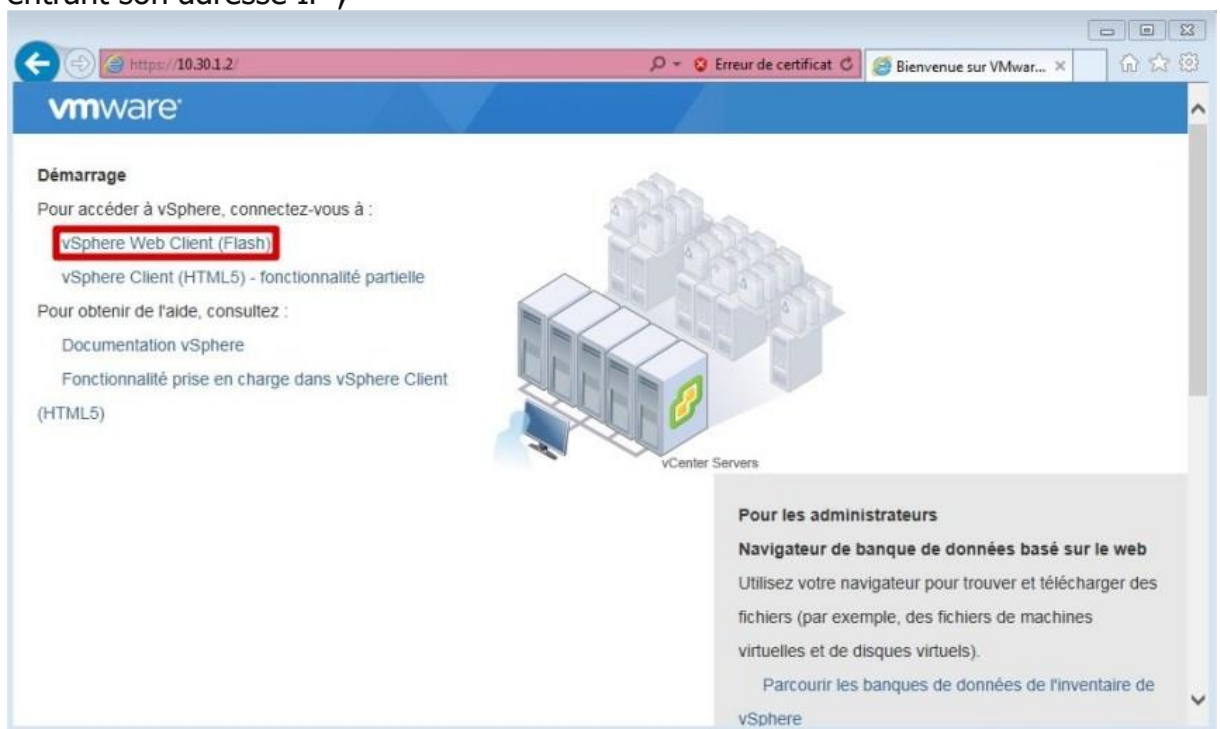 entrant son adresse IP )
https://10.30.1.2/
Erreur de certificat
Bienvenue sur VMwar...
vmware
Démarrage
Pour accéder à vSphere, connectez-vous à :
vSphere Web Client (Flash)
vSphere Client (HTML5) - fonctionnalité partielle
Pour obtenir de l'aide, consultez :
Documentation vSphere
Fonctionnalité prise en charge dans vSphere Client
(HTML5)
vCenter Servers
Pour les administrateurs
Navigateur de banque de données basé sur le web
Utilisez votre navigateur pour trouver et télécharger des
fichiers (par exemple, des fichiers de machines
virtuelles et de disques virtuels).
Parcourir les banques de données de l'inventaire de
vSphere